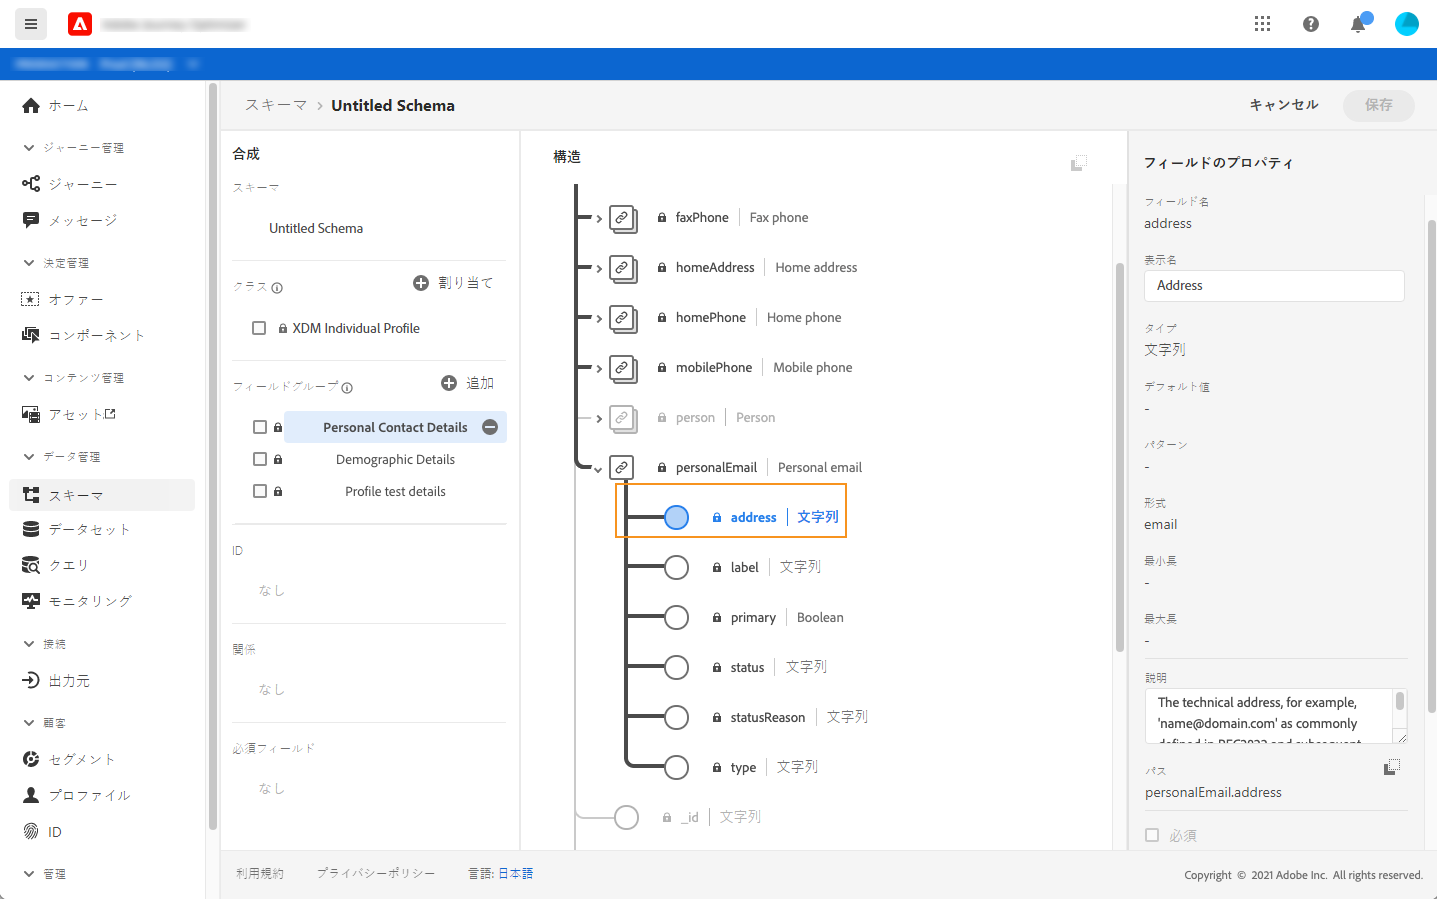 スキーマ > Untitled Schema
キャンセル
保存
ホーム
ジャーニー管理
ジャーニー
メッセージ
決定管理
オファー
コンポーネント
コンテンツ管理
アセット
データ管理
スキーマ
データセット
クエリ
モニタリング
接続
出力元
顧客
セグメント
プロファイル
ID
管理
合成
スキーマ
Untitled Schema
クラス
割り当て
XDM Individual Profile
フィールドグループ
追加
Personal Contact Details
Demographic Details
Profile test details
ID
なし
関係
なし
必須フィールド
なし
構造
faxPhone | Fax phone
homeAddress | Home address
homePhone | Home phone
mobilePhone | Mobile phone
person | Person
personalEmail | Personal email
address | 文字列
label | 文字列
primary | Boolean
status | 文字列
statusReason | 文字列
type | 文字列
_id | 文字列
フィールドのプロパティ
フィールド名
address
表示名
Address
タイプ
文字列
デフォルト値
-
パターン
-
形式
email
最小長
-
最大長
-
説明
The technical address, for example,
'name@domain.com' as commonly
defined in RFC2822 and subsequent
パス
personalEmail.address
必須
利用規約
プライバシーポリシー
言語: 日本語
Copyright © 2021 Adobe Inc. All rights reserved.